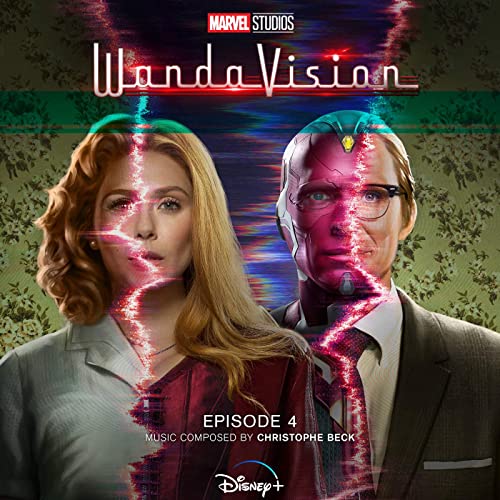 MARVEL STUDIOS
WandaVision
EPISODE 4
MUSIC COMPOSED BY CHRISTOPHE BECK
Disney+